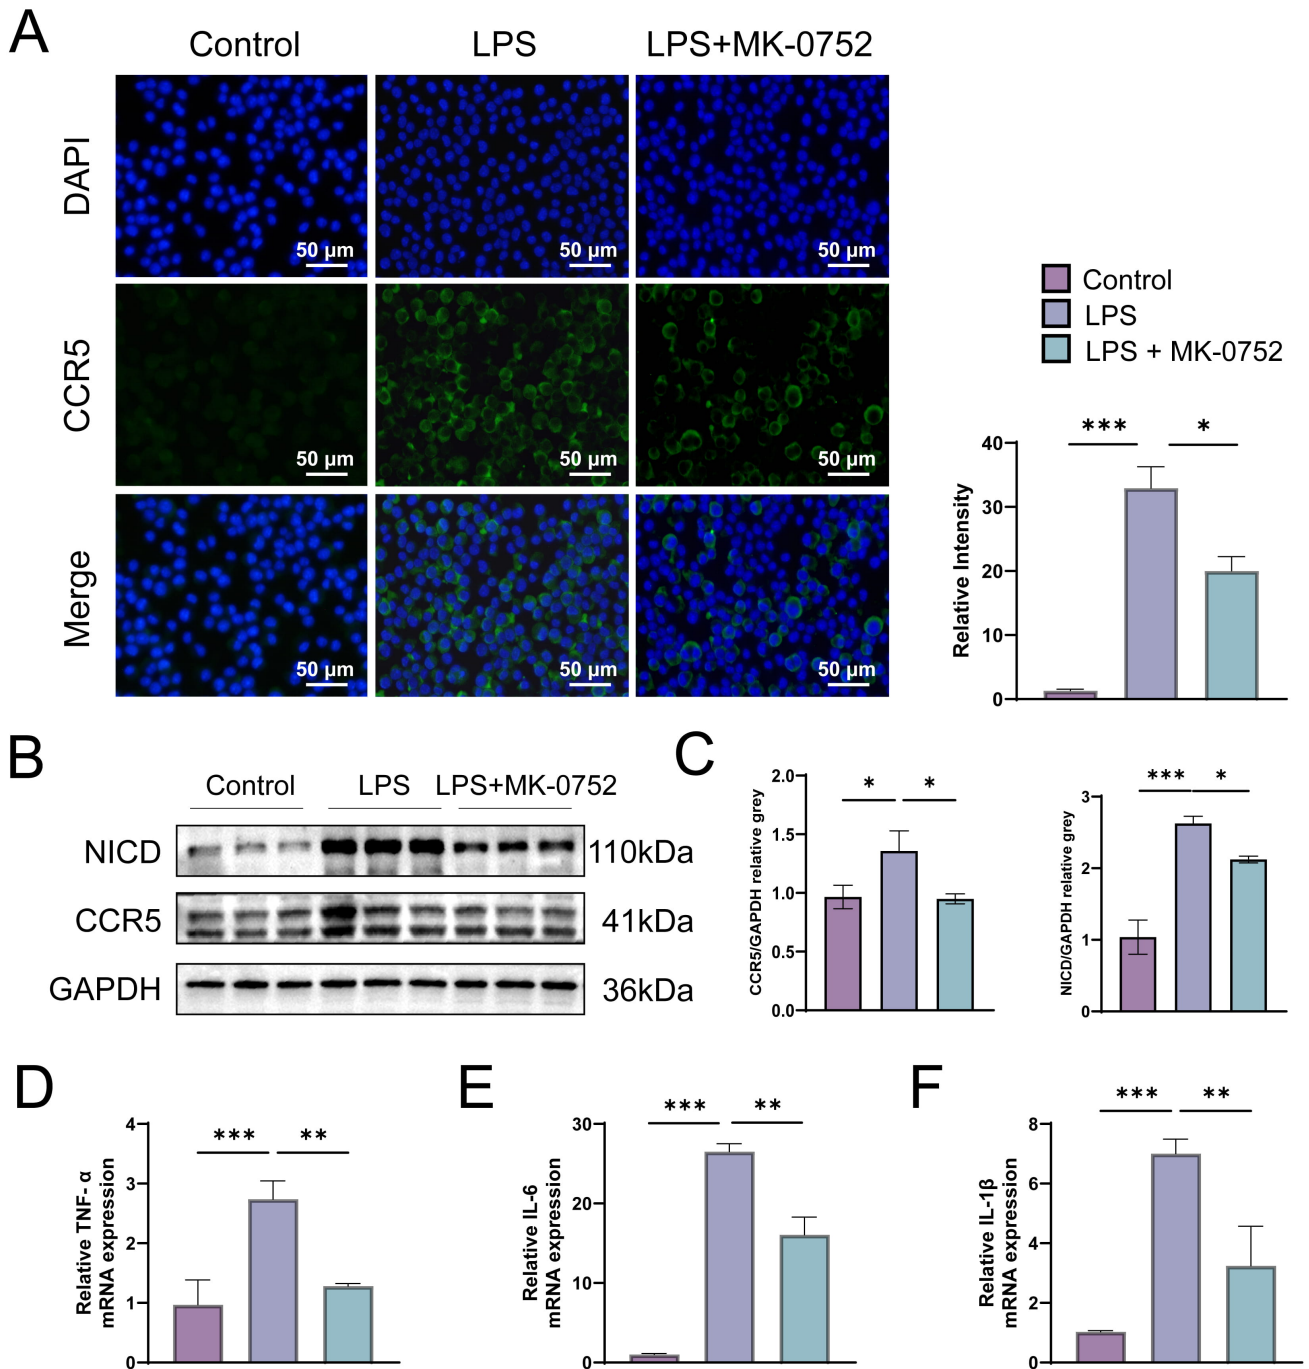 A
Control
LPS
LPS+MK-0752
DAPI
50 µm
50 µm
50 µm
CCR5
50 µm
50 µm
50 µm
Merge
50 µm
50 µm
50 µm
Control
LPS
LPS + MK-0752
*** *
Relative Intensity
40
30
20
10
0
B
Control
LPS
LPS+MK-0752
NICD
110kDa
CCR5
41kDa
GAPDH
36kDa
C
* *
CCR5/GAPDH relative grey
2.0
1.5
1.0
0.5
0.0
*** *
NICD/GAPDH relative grey
3
2
1
0
D
*** **
Relative TNF- α
mRNA expression
4
3
2
1
0
E
*** **
Relative IL-6
mRNA expression
30
20
10
0
F
*** **
Relative IL-1β
mRNA expression
8
6
4
2
0